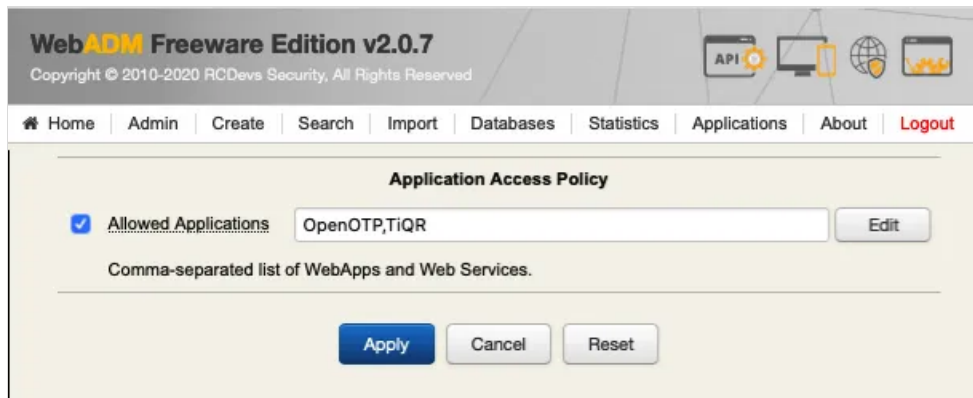 WebADM Freeware Edition v2.0.7
Copyright © 2010-2020 RCDevs Security, All Rights Reserved
API
Home Admin Create Search Import Databases Statistics Applications About Logout
Application Access Policy
Allowed Applications OpenOTP,TiQR Edit
Comma-separated list of WebApps and Web Services.
Apply Cancel Reset